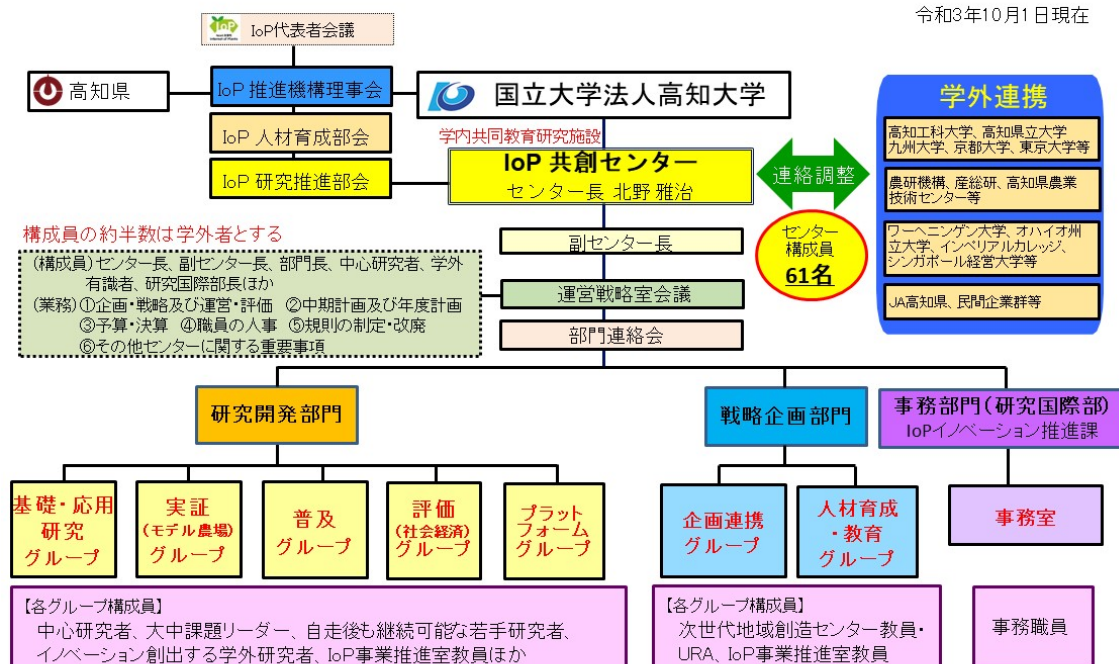 令和3年10月1日現在
IoP代表者会議
高知県
IoP 推進機構理事会
国立大学法人高知大学
IoP 人材育成部会
IoP 研究推進部会
学内共同教育研究施設
IoP 共創センター
センター長 北野 雅治
連絡調整
学外連携
高知工科大学、高知県立大学
九州大学、京都大学、東京大学等
農研機構、産総研、高知県農業
技術センター等
ワーヘニンゲン大学、オハイオ州
立大学、インペリアルカレッジ、
シンガポール経営大学等
JA高知県、民間企業群等
センター
構成員
61名
副センター長
運営戦略室会議
部門連絡会
構成員の約半数は学外者とする
(構成員)センター長、副センター長、部門長、中心研究者、学外
有識者、研究国際部長ほか
(業務)①企画・戦略及び運営・評価 ②中期計画及び年度計画
③予算・決算 ④職員の人事 ⑤規則の制定・改廃
⑥その他センターに関する重要事項
研究開発部門
戦略企画部門
事務部門(研究国際部)
IoPイノベーション推進課
基礎・応用
研究
グループ
実証
(モデル農場)
グループ
普及
グループ
評価
(社会経済)
グループ
プラット
フォーム
グループ
企画連携
グループ
人材育成
・教育
グループ
事務室
【各グループ構成員】
中心研究者、大中課題リーダー、自走後も継続可能な若手研究者、
イノベーション創出する学外研究者、IoP事業推進室教員ほか
【各グループ構成員】
次世代地域創造センター教員・
URA、IoP事業推進室教員
事務職員